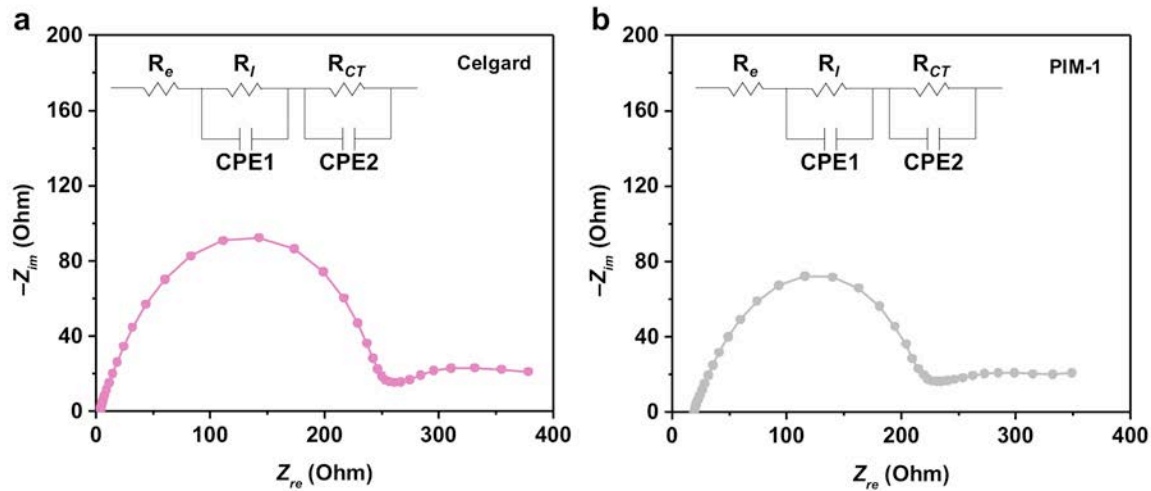 a
200
160
120
80
40
0
0
100
200
300
400
–Z_im (Ohm)
Z_re (Ohm)
R_e
R_I
R_CT
CPE1
CPE2
Celgard
b
200
160
120
80
40
0
0
100
200
300
400
–Z_im (Ohm)
Z_re (Ohm)
R_e
R_I
R_CT
CPE1
CPE2
PIM-1